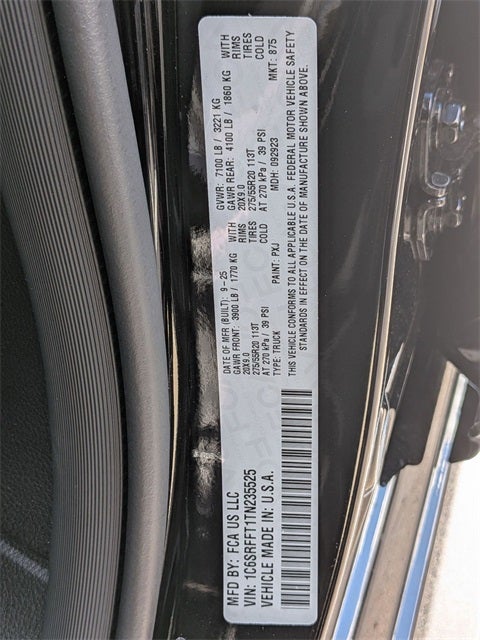 MFD BY: FCA US LLC
VIN: 1C6SRFFT1TN235525
VEHICLE MADE IN: U.S.A.
DATE OF MFR (BUILT): 9-25
GAWR FRONT: 3900 LB / 1770 KG WITH
20X9.0 RIMS
275/55R20 113T TIRES
AT 270 kPa / 39 PSI COLD
TYPE: TRUCK PAINT: PXJ
GVWR: 7100 LB / 3221 KG
GAWR REAR: 4100 LB / 1860 KG WITH
20X9.0 RIMS
275/55R20 113T TIRES
AT 270 kPa / 39 PSI COLD
MDH: 092923 MKT: 875
THIS VEHICLE CONFORMS TO ALL APPLICABLE U.S.A. FEDERAL MOTOR VEHICLE SAFETY
STANDARDS IN EFFECT ON THE DATE OF MANUFACTURE SHOWN ABOVE.